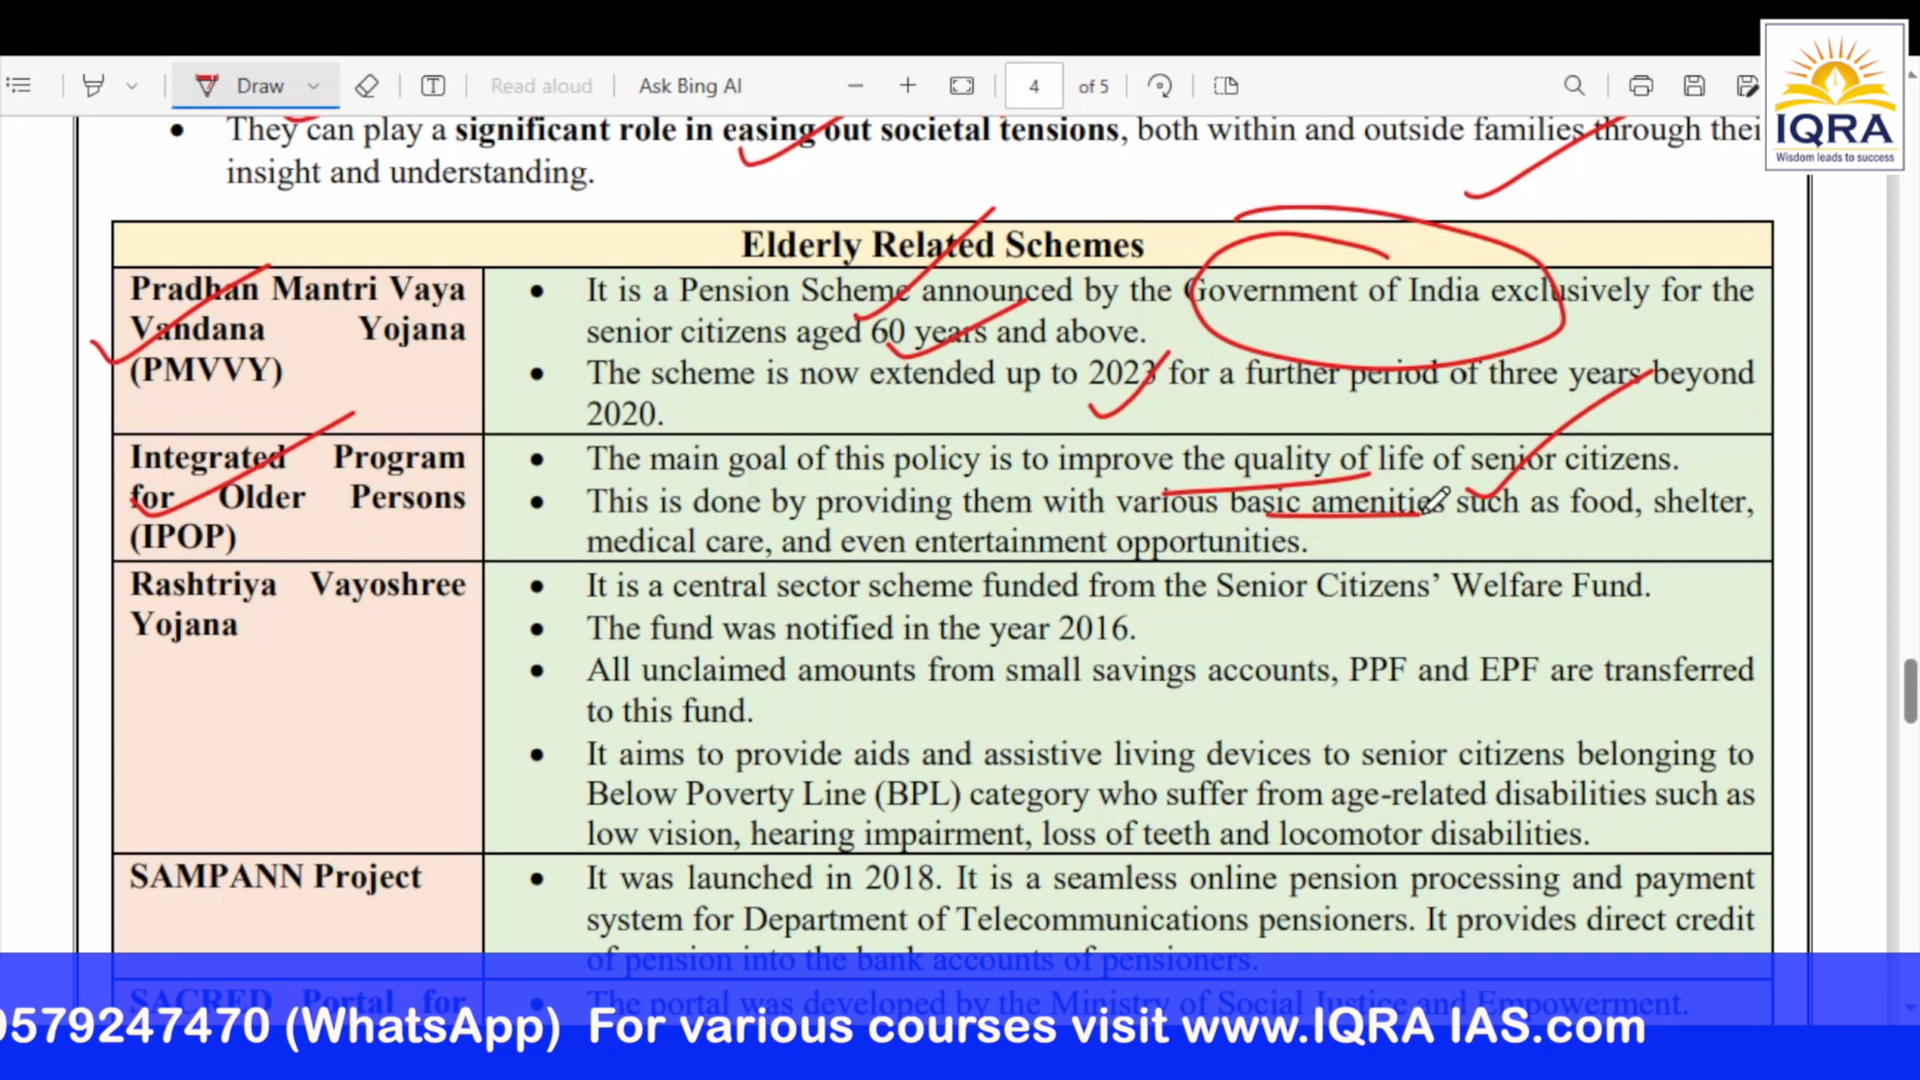 Draw
Read aloud
Ask Bing AI
4
of 5
IQRA
Wisdom leads to success
• They can play a significant role in easing out societal tensions, both within and outside families through thei
insight and understanding.
Elderly Related Schemes
Pradhan Mantri Vaya
Vandana Yojana
(PMVVY)
• It is a Pension Scheme announced by the Government of India exclusively for the
senior citizens aged 60 years and above.
• The scheme is now extended up to 2023 for a further period of three years beyond
2020.
Integrated Program
for Older Persons
(IPOP)
• The main goal of this policy is to improve the quality of life of senior citizens.
• This is done by providing them with various basic amenities such as food, shelter,
medical care, and even entertainment opportunities.
Rashtriya Vayoshree
Yojana
• It is a central sector scheme funded from the Senior Citizens’ Welfare Fund.
• The fund was notified in the year 2016.
• All unclaimed amounts from small savings accounts, PPF and EPF are transferred
to this fund.
• It aims to provide aids and assistive living devices to senior citizens belonging to
Below Poverty Line (BPL) category who suffer from age-related disabilities such as
low vision, hearing impairment, loss of teeth and locomotor disabilities.
SAMPANN Project
• It was launched in 2018. It is a seamless online pension processing and payment
system for Department of Telecommunications pensioners. It provides direct credit
of pension into the bank accounts of pensioners.
SACRED Portal for
• The portal was developed by the Ministry of Social Justice and Empowerment.
9579247470 (WhatsApp) For various courses visit www.IQRA IAS.com